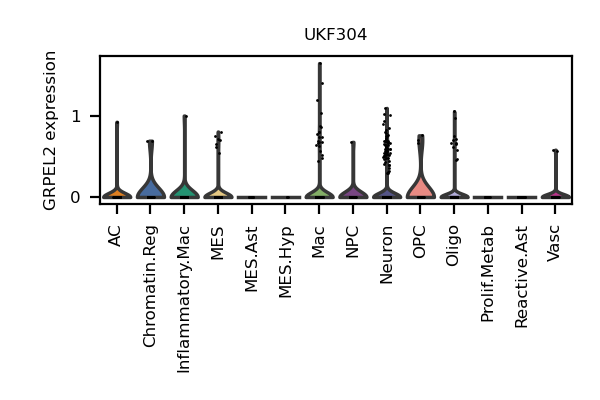 UKF304
GRPEL2 expression
1
0
AC
Chromatin.Reg
Inflammatory.Mac
MES
MES.Ast
MES.Hyp
Mac
NPC
Neuron
OPC
Oligo
Prolif.Metab
Reactive.Ast
Vasc